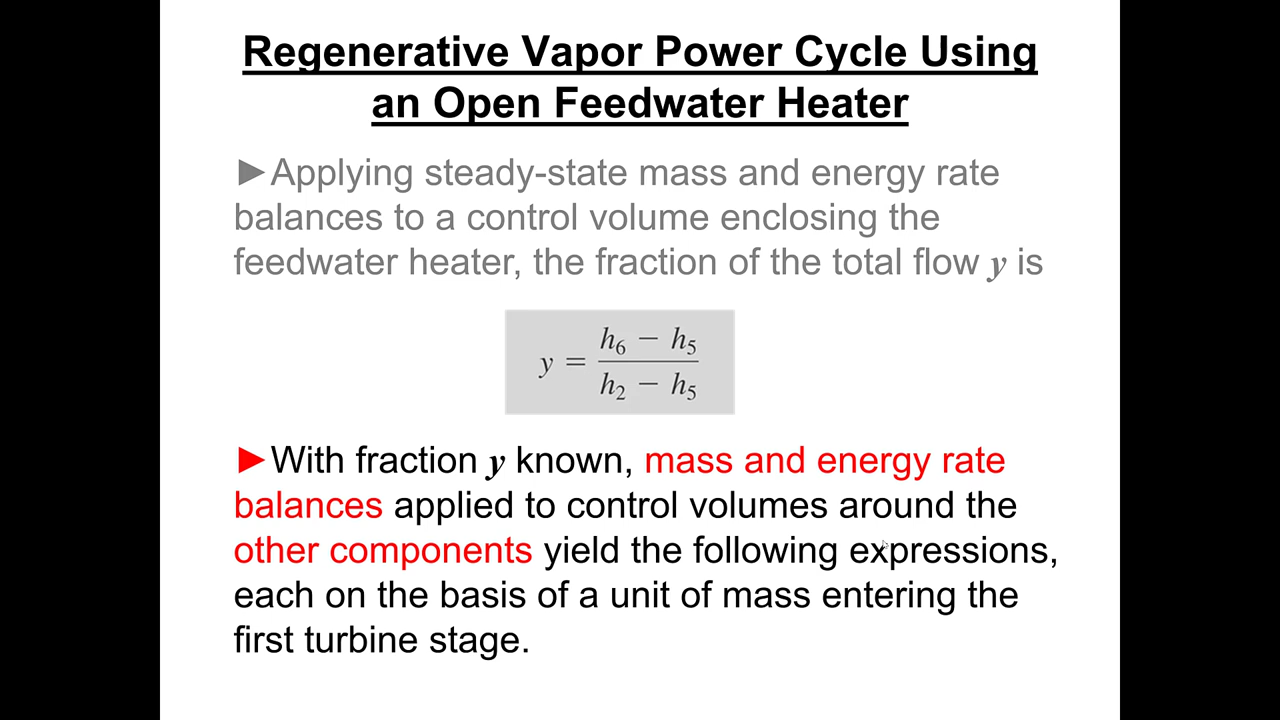 Regenerative Vapor Power Cycle Using
an Open Feedwater Heater
►Applying steady-state mass and energy rate
balances to a control volume enclosing the
feedwater heater, the fraction of the total flow y is
y = (h₆ − h₅) / (h₂ − h₅)
►With fraction y known, mass and energy rate
balances applied to control volumes around the
other components yield the following expressions,
each on the basis of a unit of mass entering the
first turbine stage.